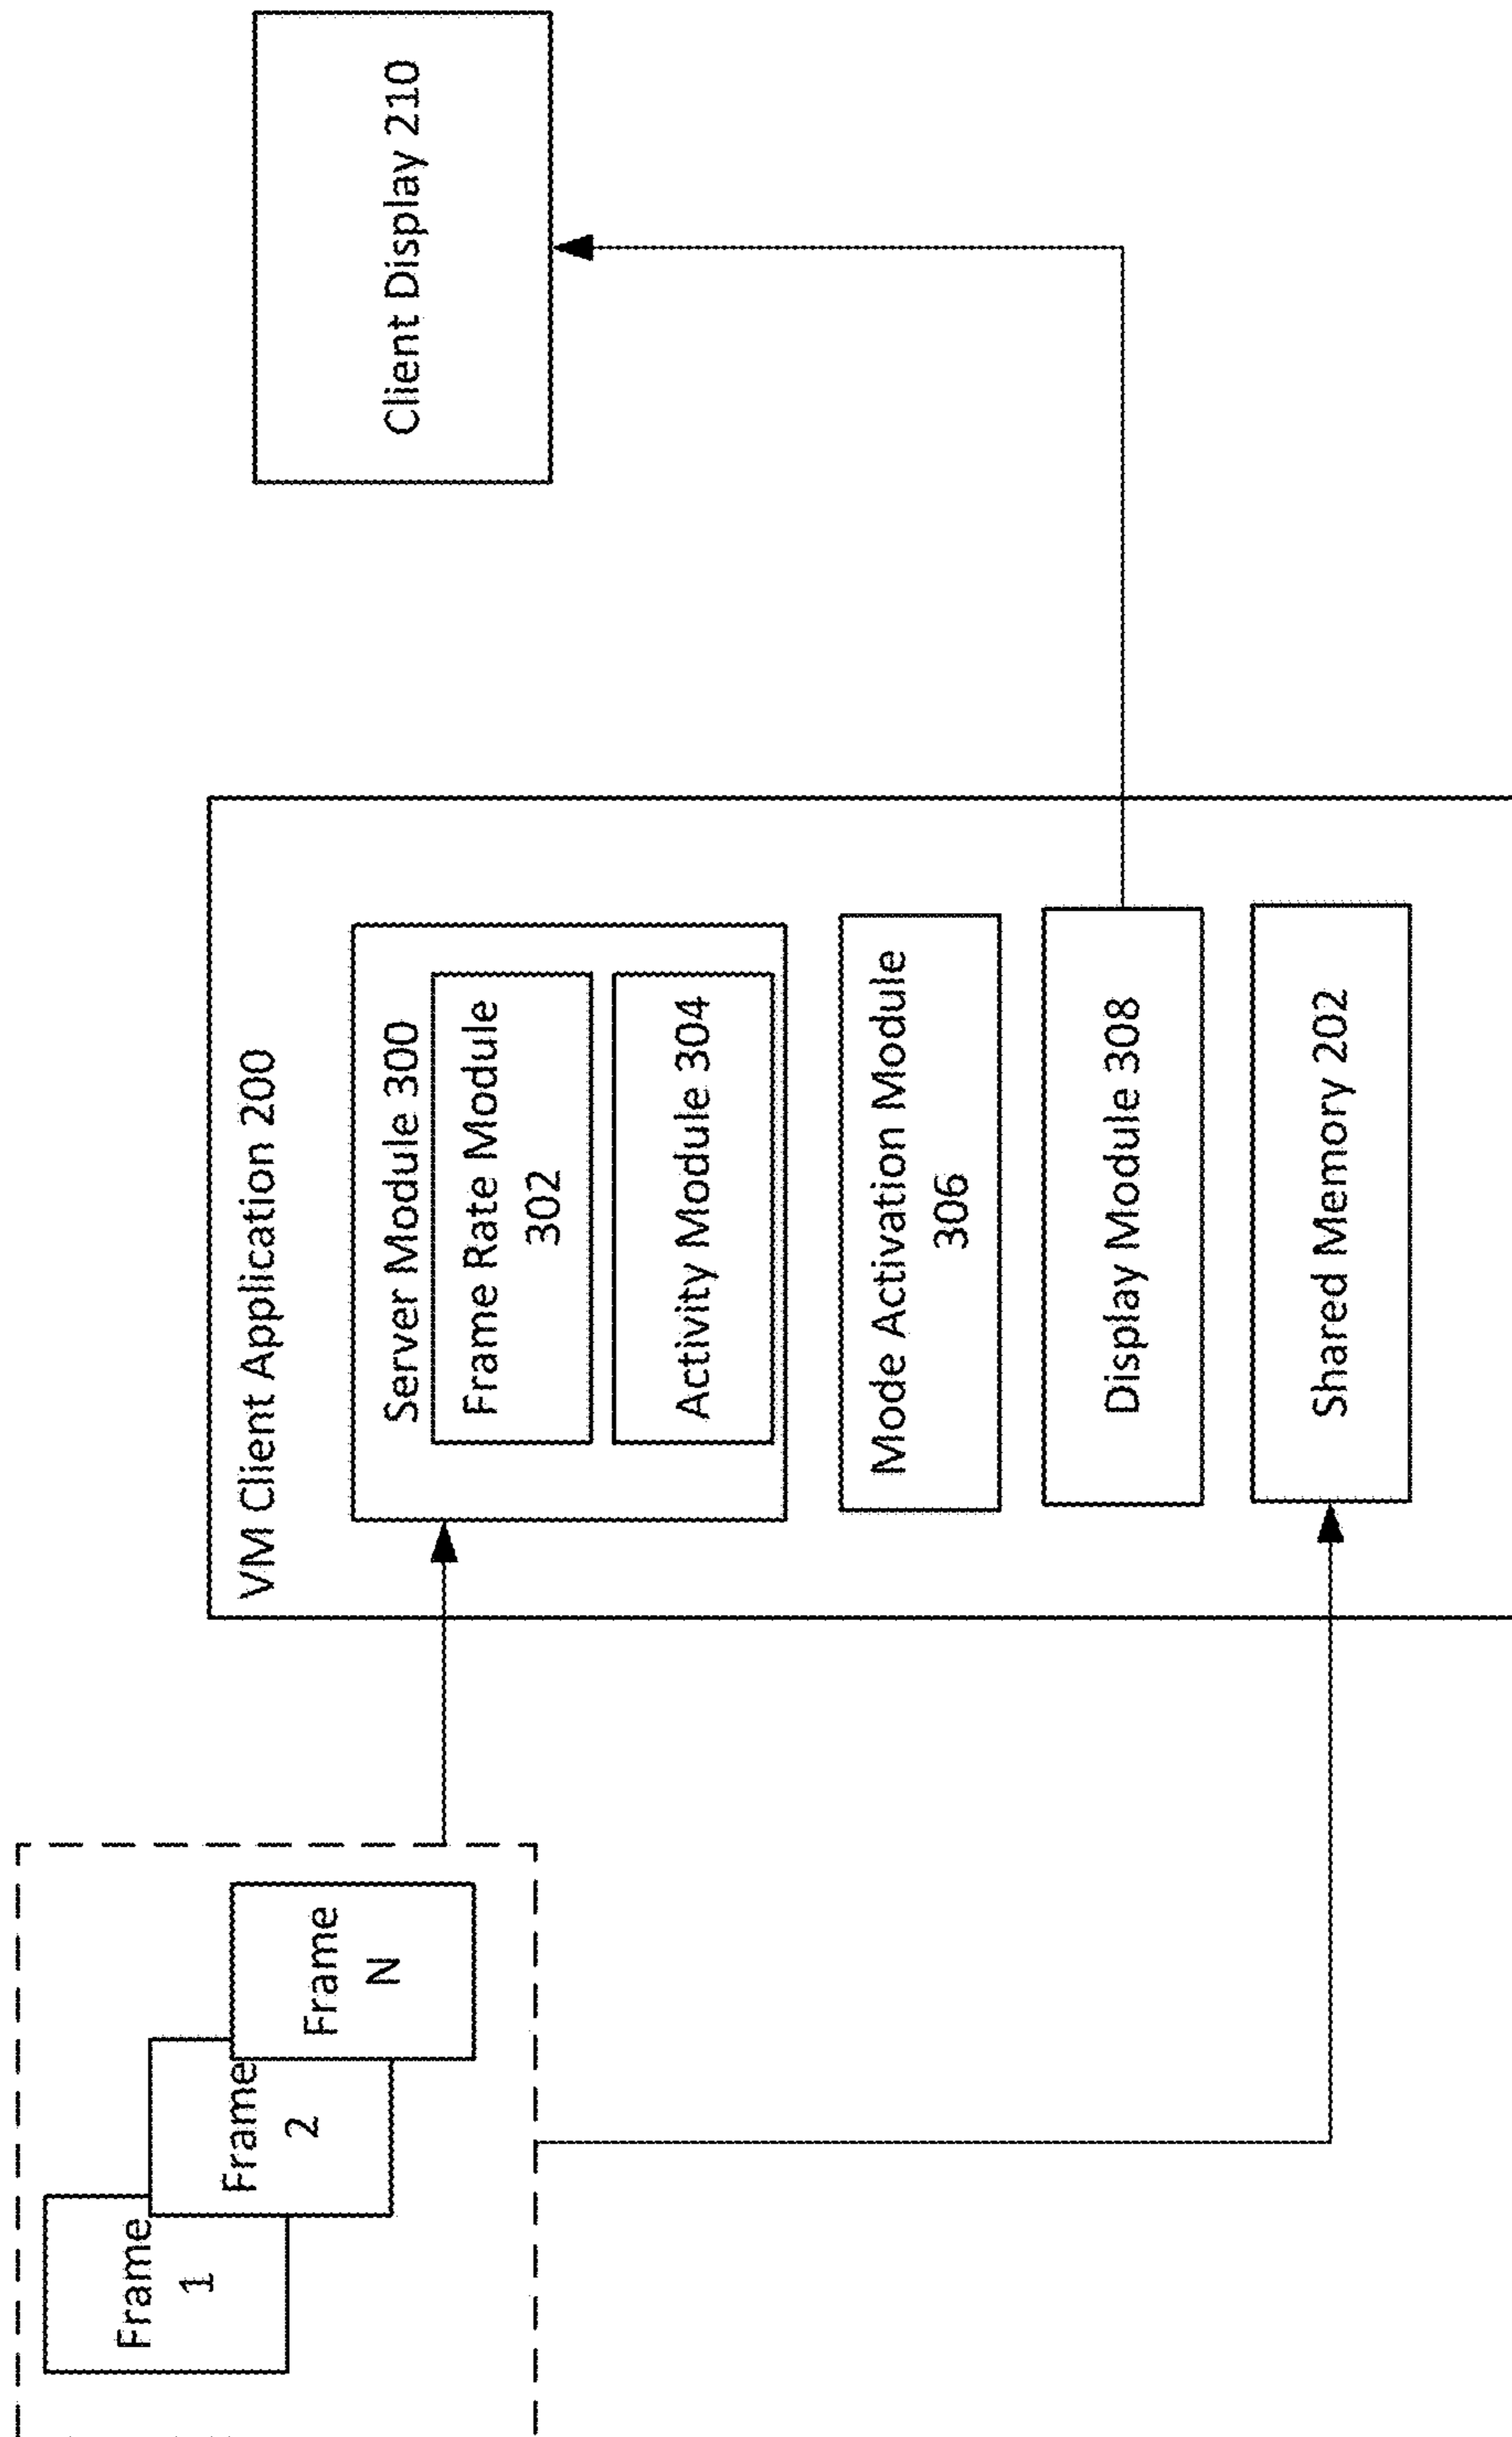 Frame
1
Frame
2
Frame
N
VM Client Application 200
Server Module 300
Frame Rate Module
302
Activity Module 304
Mode Activation Module
306
Display Module 308
Shared Memory 202
Client Display 210